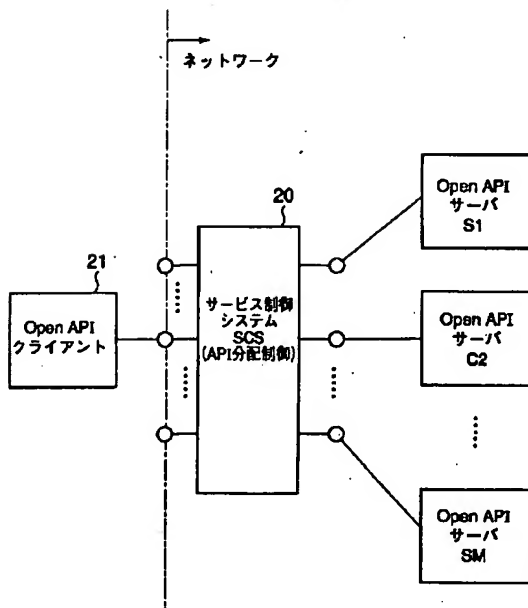 ネットワーク
20
21
Open API
クライアント
サービス制御
システム
SCS
(API分配制御)
Open API
サーバ
S1
Open API
サーバ
C2
Open API
サーバ
SM